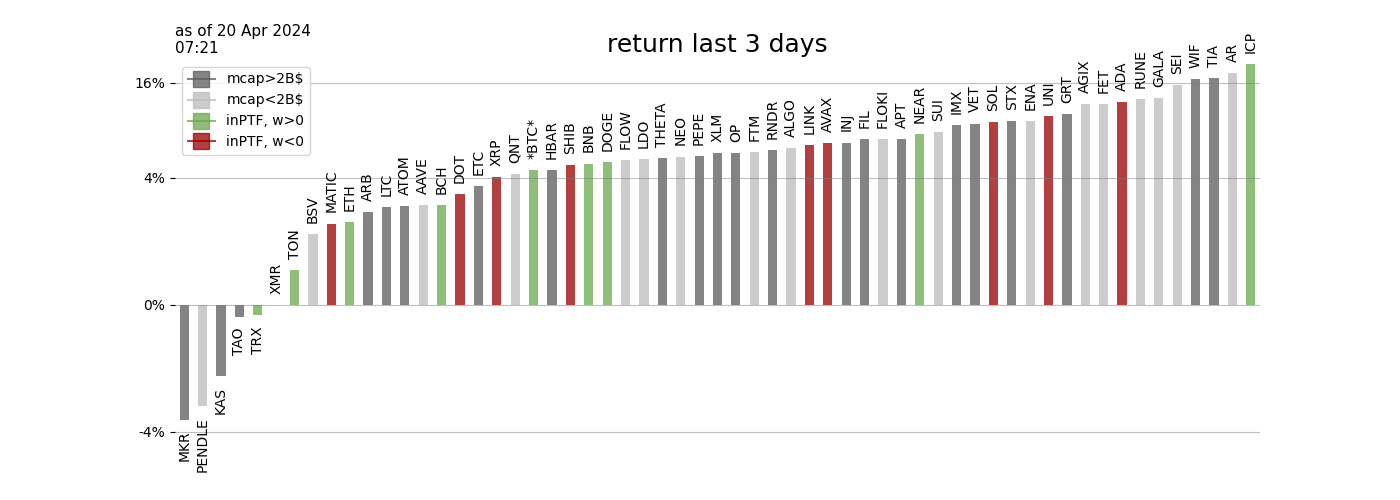 as of 20 Apr 2024
07:21
return last 3 days
mcap>2B$
mcap<2B$
inPTF, w>0
inPTF, w<0
16%
4%
0%
-4%
MKR
PENDLE
KAS
TAO
TRX
XMR
TON
BSV
MATIC
ETH
ARB
LTC
ATOM
AAVE
BCH
DOT
ETC
XRP
QNT
*BTC*
HBAR
SHIB
BNB
DOGE
FLOW
LDO
THETA
NEO
PEPE
XLM
OP
FTM
RNDR
ALGO
LINK
AVAX
INJ
FIL
FLOKI
APT
NEAR
SUI
IMX
VET
SOL
STX
ENA
UNI
GRT
AGIX
FET
ADA
RUNE
GALA
SEI
WIF
TIA
AR
ICP